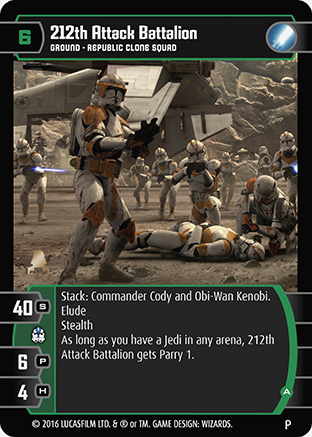 6
212th Attack Battalion
GROUND - REPUBLIC CLONE SQUAD
40 S
6 P
4 H
Stack: Commander Cody and Obi-Wan Kenobi.
Elude
Stealth
As long as you have a Jedi in any arena, 212th
Attack Battalion gets Parry 1.
A
© 2016 LUCASFILM LTD. & ® or TM. GAME DESIGN: WIZARDS.
P